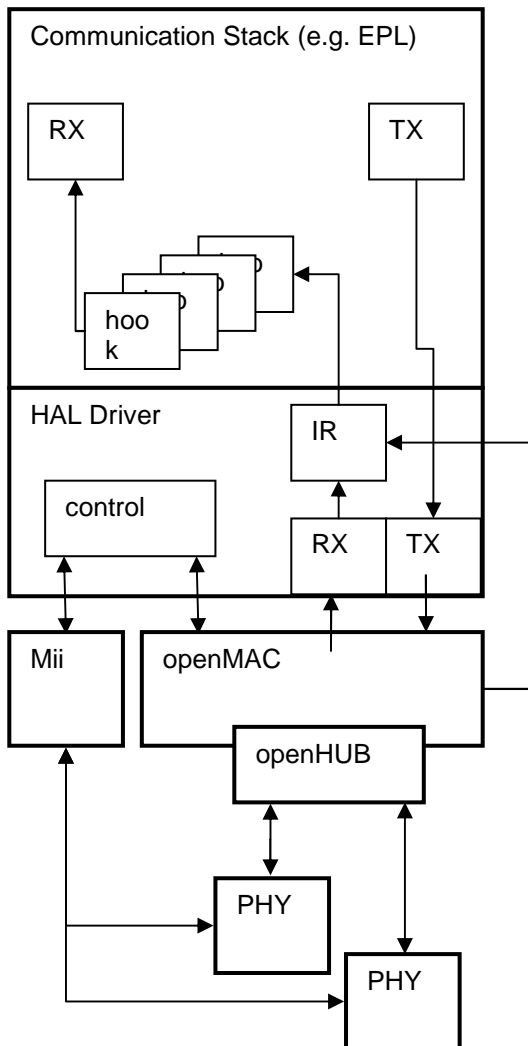 Communication Stack (e.g. EPL)
RX
TX
hoo
k
HAL Driver
IR
control
RX
TX
Mii
openMAC
openHUB
PHY
PHY